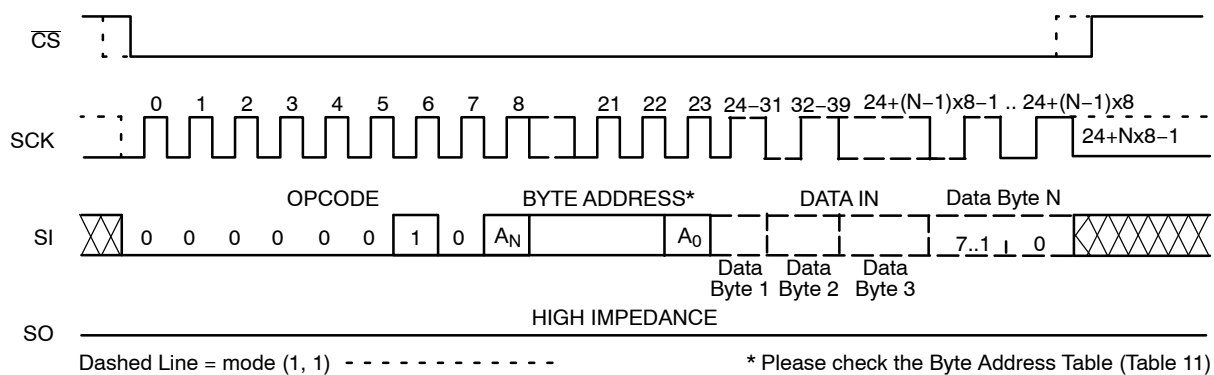 CS
0 1 2 3 4 5 6 7 8 21 22 23 24–31 32–39 24+(N–1)x8–1 .. 24+(N–1)x8
SCK
24+Nx8–1
OPCODE BYTE ADDRESS* DATA IN Data Byte N
SI
0 0 0 0 0 0 1 0 AN A0 7..1 0
Data Data Data
Byte 1 Byte 2 Byte 3
HIGH IMPEDANCE
SO
Dashed Line = mode (1, 1) - - - - - - - - - - - - - * Please check the Byte Address Table (Table 11)